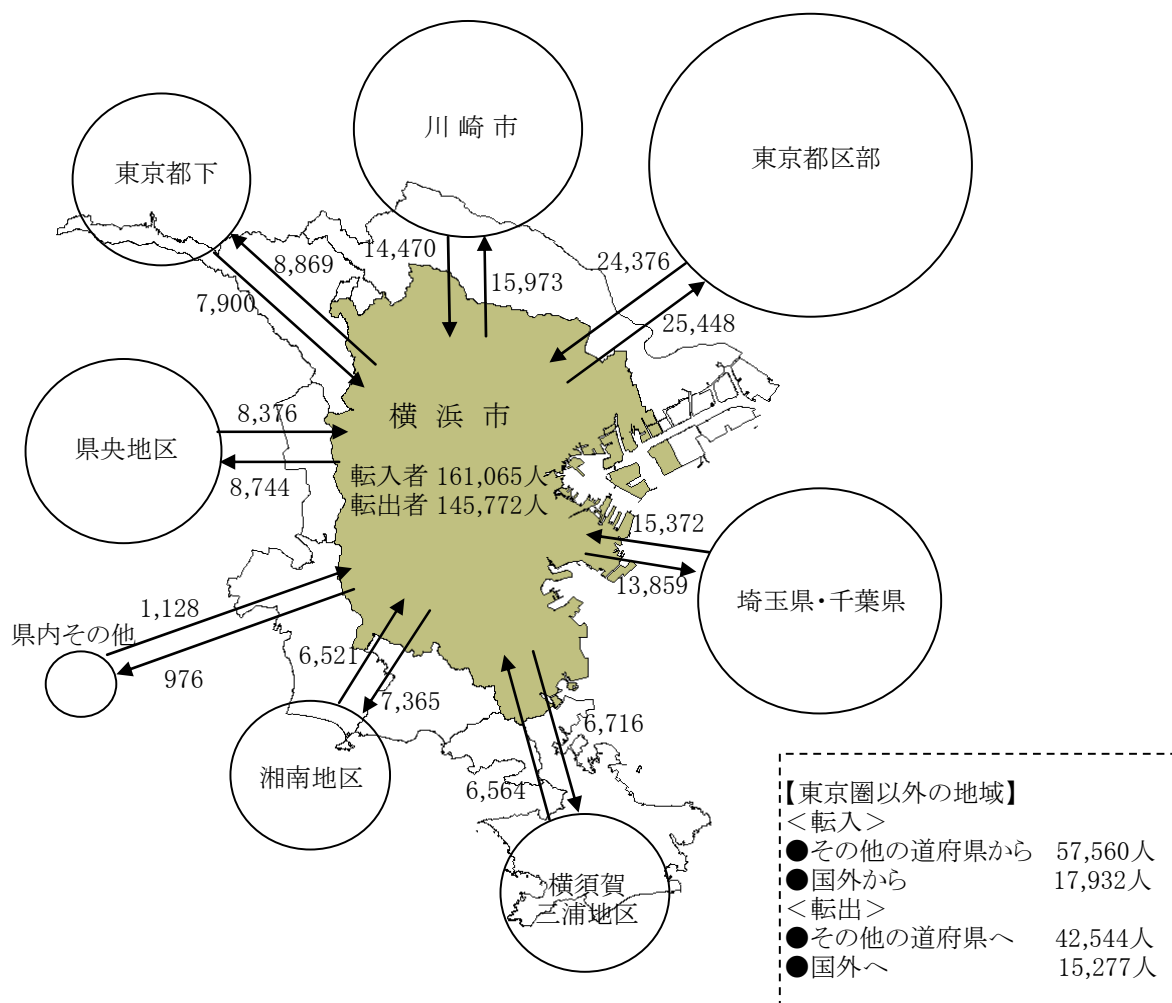 川 崎 市
東京都下
東京都区部
14,470
15,973
8,869
7,900
24,376
25,448
横 浜 市
8,376
県央地区
8,744
転入者 161,065人
転出者 145,772人
15,372
13,859
埼玉県・千葉県
1,128
県内その他
976
6,521
7,365
6,716
6,564
湘南地区
横須賀
三浦地区
【東京圏以外の地域】
＜転入＞
●その他の道府県から 57,560人
●国外から 17,932人
＜転出＞
●その他の道府県へ 42,544人
●国外へ 15,277人